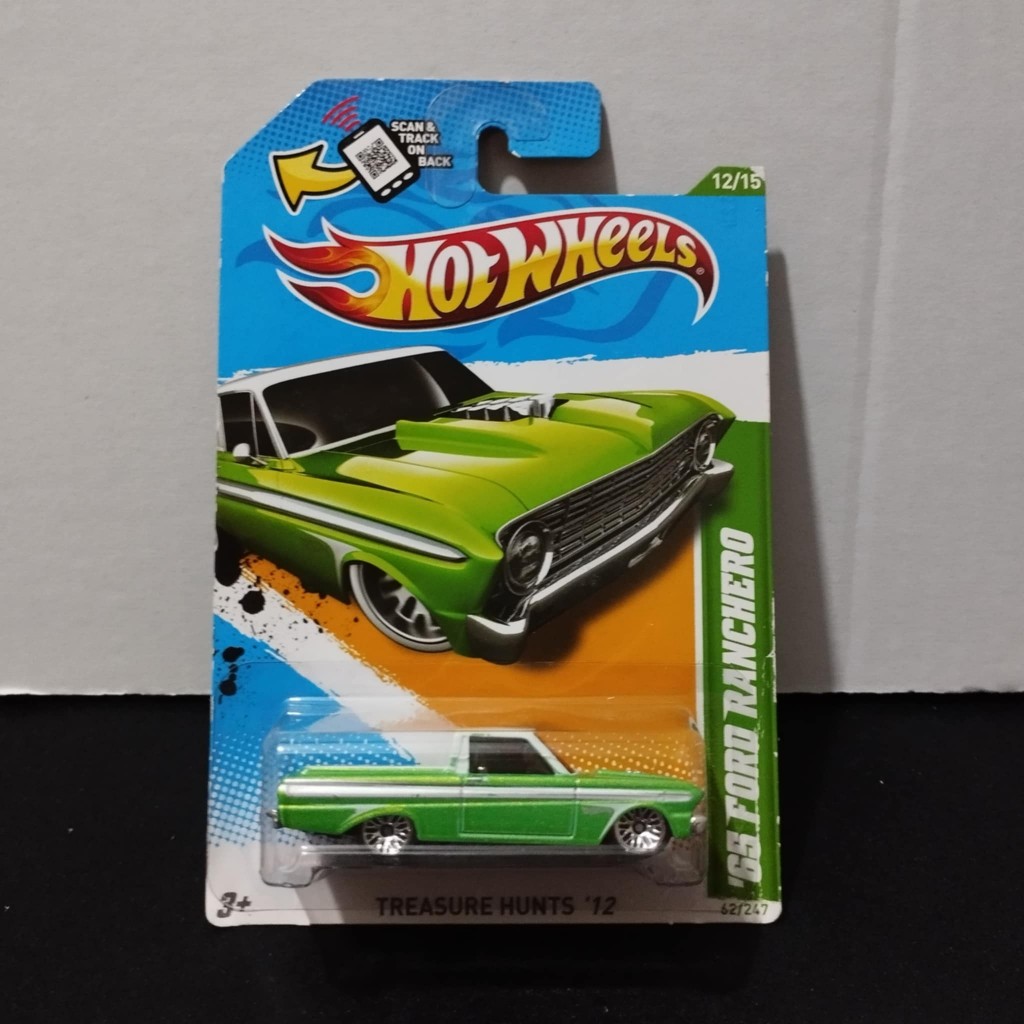 SCAN &
TRACK
ON
BACK
12/15
HOT WHEELS®
'65 FORD RANCHERO
3+
TREASURE HUNTS '12
62/247